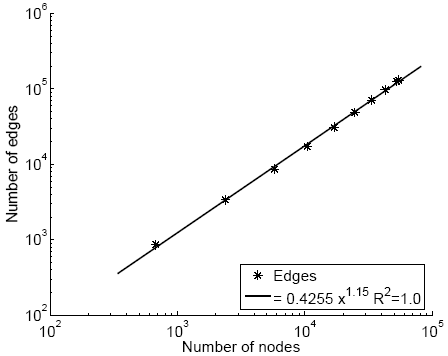 10^6
10^5
10^4
10^3
10^2
Number of edges
Edges
= 0.4255 x^1.15 R^2=1.0
10^2 10^3 10^4 10^5
Number of nodes